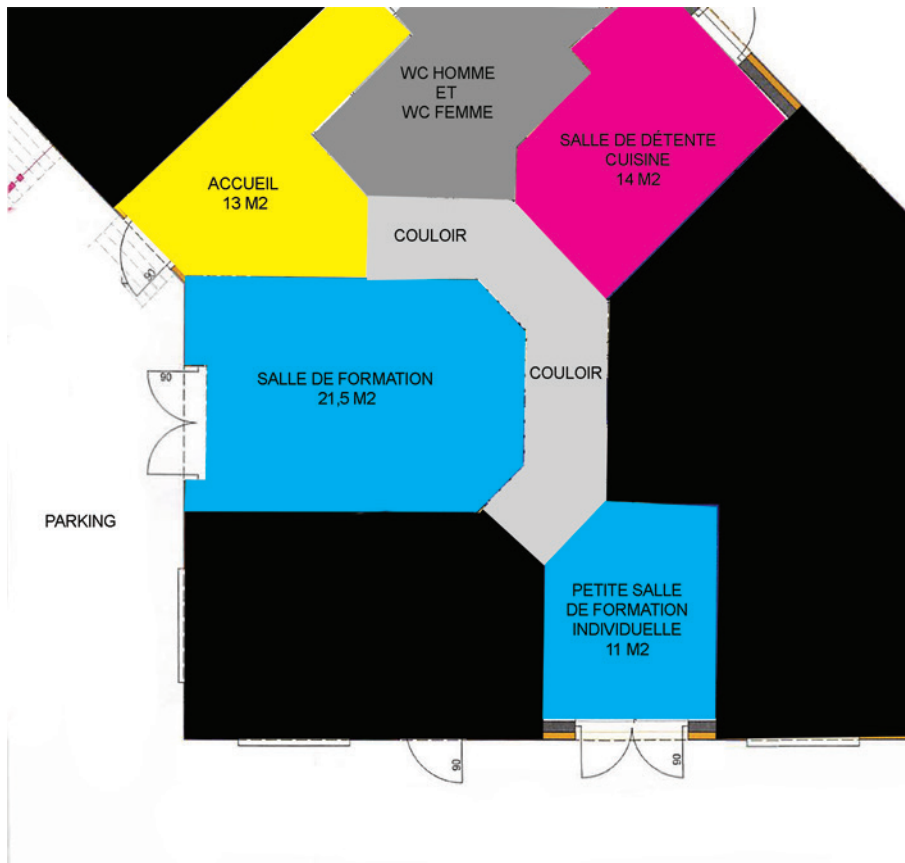 WC HOMME
ET
WC FEMME
SALLE DE DÉTENTE
CUISINE
14 M2
ACCUEIL
13 M2
COULOIR
90
SALLE DE FORMATION
21,5 M2
COULOIR
90
PARKING
PETITE SALLE
DE FORMATION
INDIVIDUELLE
11 M2
90
90